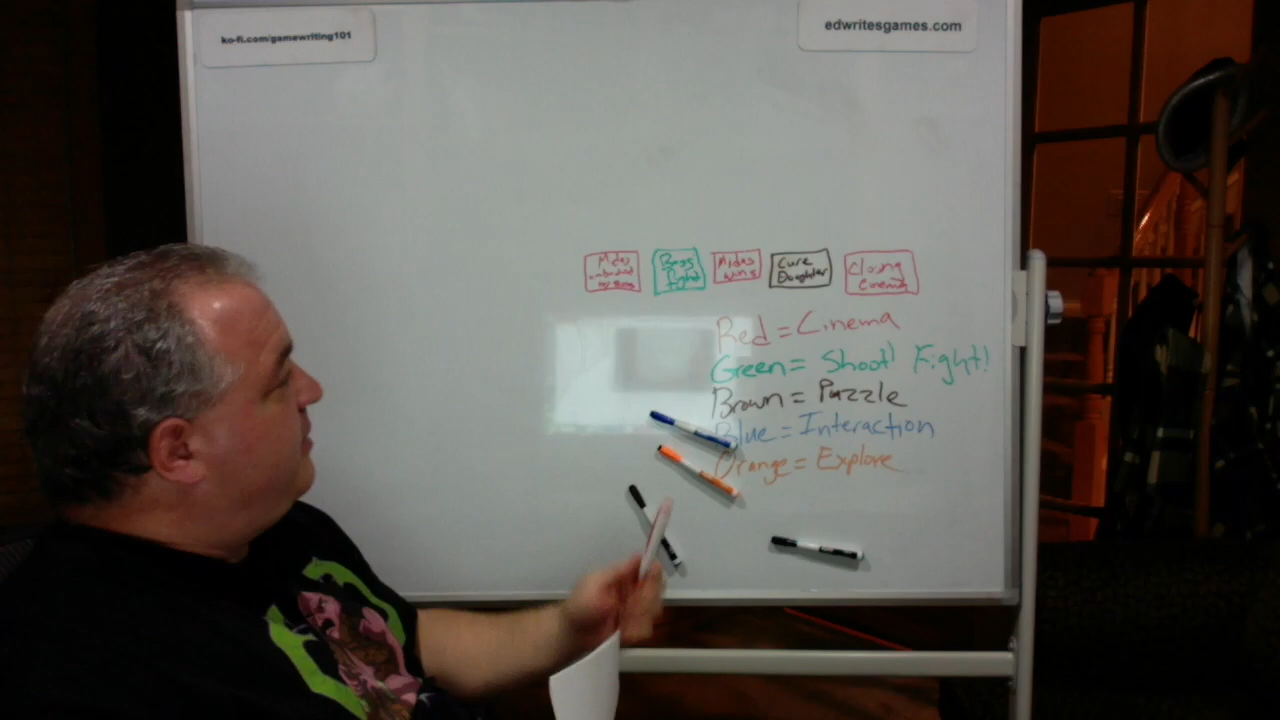 ko-fi.com/gamewriting101
edwritesgames.com
Midas
Boss
Fight
Midas
Wins
Cure
Daughter
Closing
Cinema
Red = Cinema
Green = Shoot! Fight!
Brown = Puzzle
Blue = Interaction
Orange = Explore